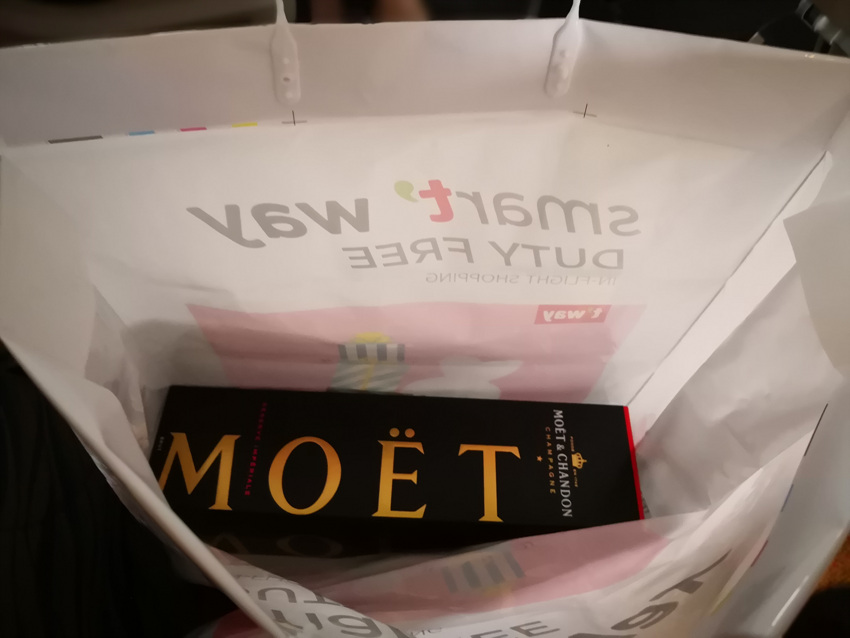 smart' way
DUTY FREE
IN-FLIGHT SHOPPING
t'way
MOËT
MOËT & CHANDON
CHAMPAGNE